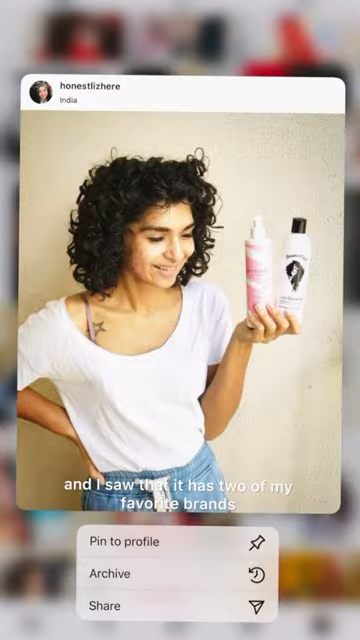 honestlizhere
India
and I saw that it has two of my
favorite brands
Pin to profile
Archive
Share